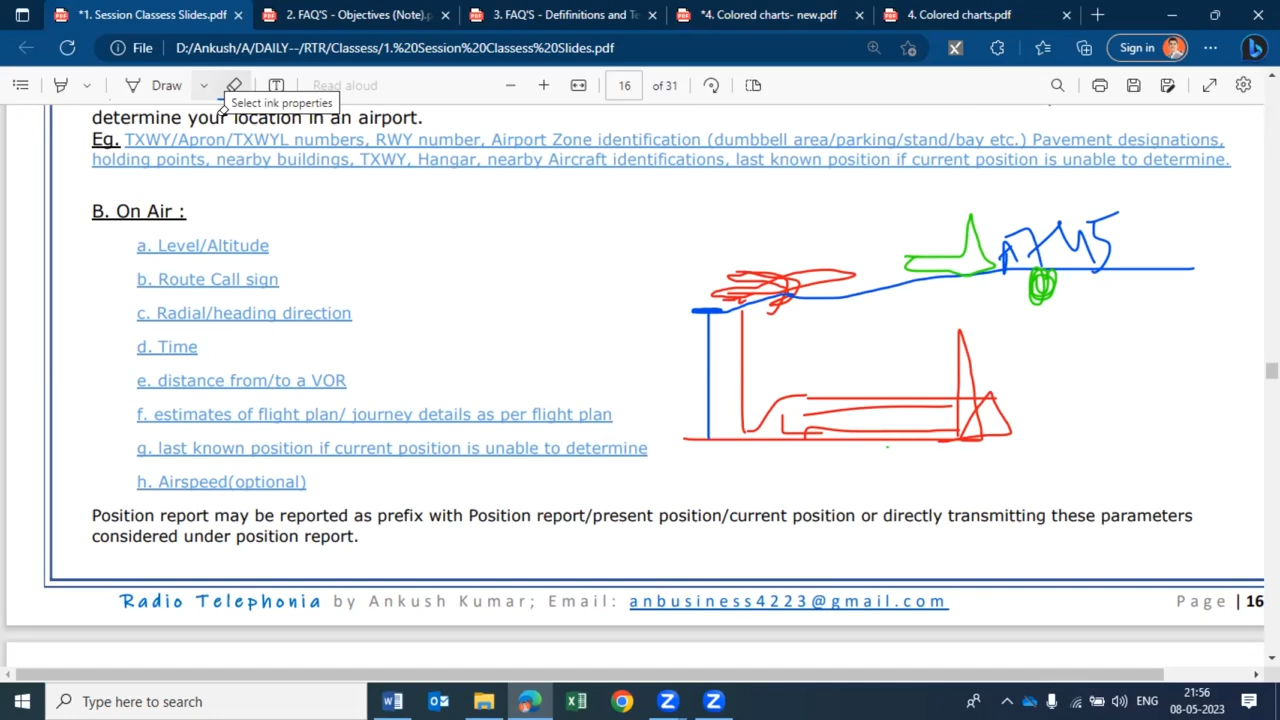 *1. Session Classess Slides.pdf
2. FAQ'S - Objectives (Note).p
3. FAQ'S - Defifinitions and Te
*4. Colored charts- new.pdf
4. Colored charts.pdf
File
D:/Ankush/A/DAILY--/RTR/Classess/1.%20Session%20Classess%20Slides.pdf
Sign in
Draw
Read aloud
16
of 31
Select ink properties
determine your location in an airport.
Eg. TXWY/Apron/TXWYL numbers, RWY number, Airport Zone identification (dumbbell area/parking/stand/bay etc.) Pavement designations,
holding points, nearby buildings, TXWY, Hangar, nearby Aircraft identifications, last known position if current position is unable to determine.
B. On Air :
a. Level/Altitude
b. Route Call sign
c. Radial/heading direction
d. Time
e. distance from/to a VOR
f. estimates of flight plan/ journey details as per flight plan
g. last known position if current position is unable to determine
h. Airspeed(optional)
Position report may be reported as prefix with Position report/present position/current position or directly transmitting these parameters
considered under position report.
Radio Telephonia by Ankush Kumar; Email: anbusiness4223@gmail.com
Page | 16
Type here to search
ENG
21:56
08-05-2023